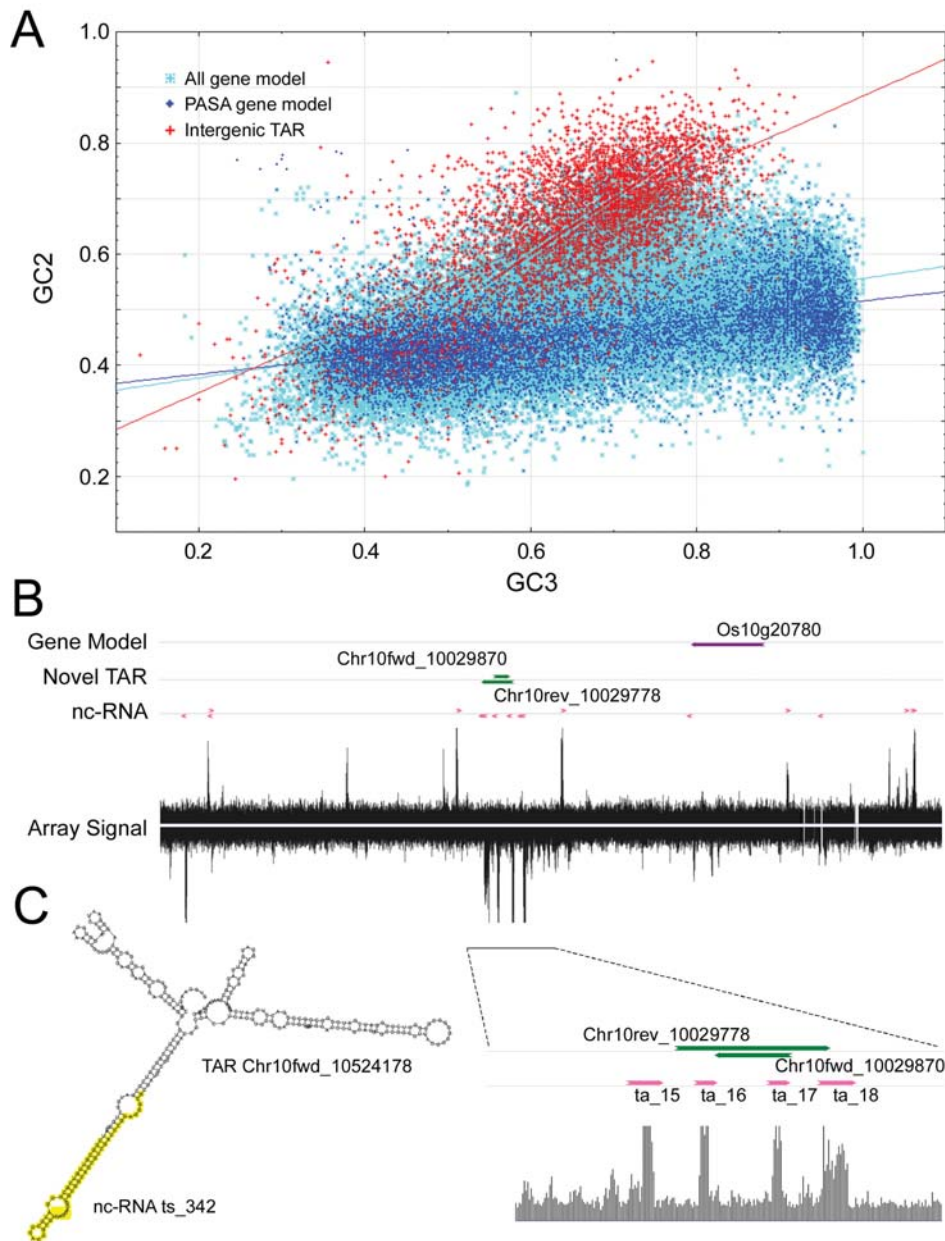 A
1.0
All gene model
PASA gene model
Intergenic TAR
0.8
GC2
0.6
0.4
0.2
0.2 0.4 0.6 0.8 1.0
GC3
B
Gene Model
Os10g20780
Chr10fwd_10029870
Novel TAR
Chr10rev_10029778
nc-RNA
Array Signal
C
TAR Chr10fwd_10524178
nc-RNA ts_342
Chr10rev_10029778
Chr10fwd_10029870
ta_15 ta_16 ta_17 ta_18